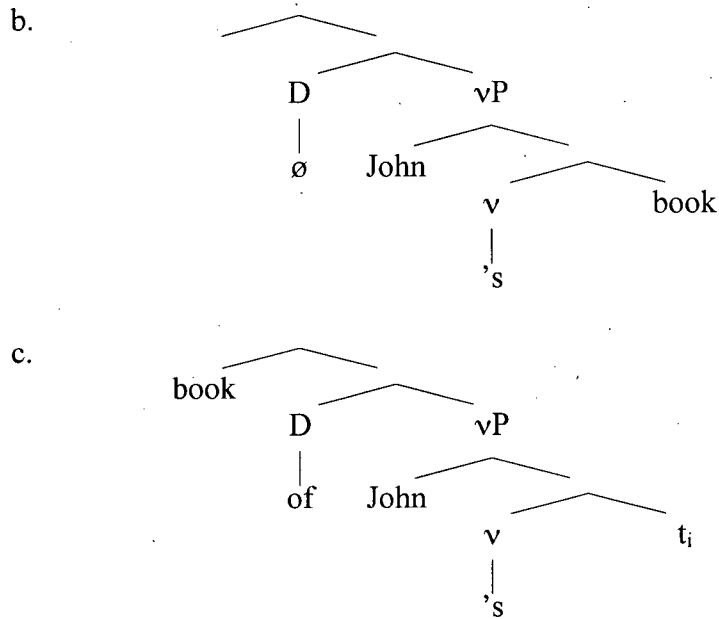 b.
D νP
ø John
ν book
’s
c.
book
D νP
of John
ν tᵢ
’s